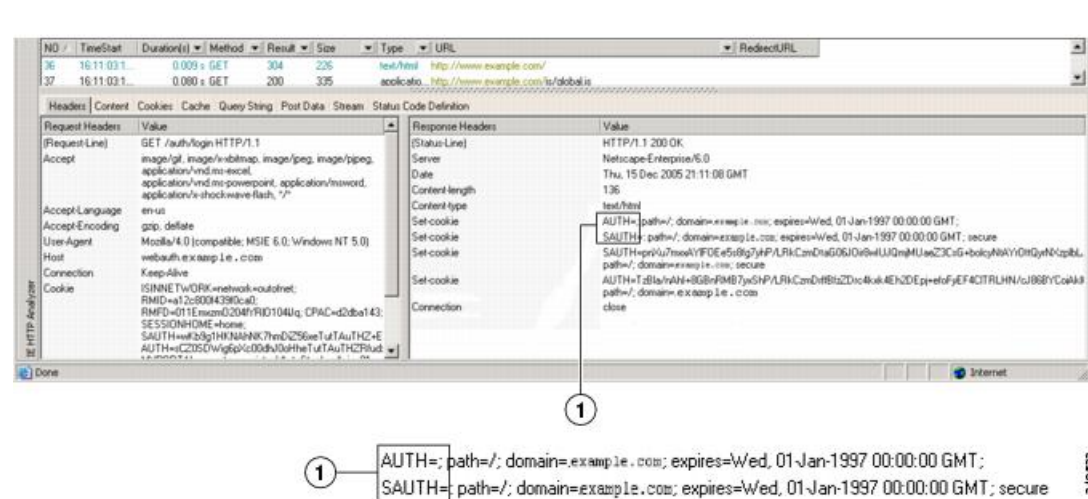 NO / TimeStart Duration(s) Method Result Size Type URL RedirectURL
36 16:11:03:1... 0.009 s GET 304 226 text/html http://www.example.com/
37 16:11:03:1... 0.080 s GET 200 335 applicatio... http://www.example.com/is/global.js
Headers Content Cookies Cache Query String Post Data Stream Status Code Definition
Request Headers Value
(Request-Line) GET /auth/login HTTP/1.1
Accept image/gif, image/x-xbitmap, image/jpeg, image/pjpeg,
application/vnd.ms-excel,
application/vnd.ms-powerpoint, application/msword,
application/x-shockwave-flash, */*
Accept-Language en-us
Accept-Encoding gzip, deflate
User-Agent Mozilla/4.0 (compatible; MSIE 6.0; Windows NT 5.0)
Host webauth.example.com
Connection Keep-Alive
Cookie ISINNETWORK=network=outofnet;
SESSIONHOME=home;
Response Headers Value
(Status-Line) HTTP/1.1 200 OK
Server Netscape-Enterprise/6.0
Date Thu, 15 Dec 2005 21:11:08 GMT
Content-length 136
Content-type text/html
Set-cookie AUTH=; path=/; domain=.example.com; expires=Wed, 01-Jan-1997 00:00:00 GMT;
Set-cookie SAUTH=; path=/; domain=example.com; expires=Wed, 01-Jan-1997 00:00:00 GMT; secure
Set-cookie
path=/; domain=.example.com; secure
Set-cookie
path=/; domain=.example.com
Connection close
IE HTTP Analyzer
Done Internet
1
1
AUTH=; path=/; domain=.example.com; expires=Wed, 01-Jan-1997 00:00:00 GMT;
SAUTH=; path=/; domain=example.com; expires=Wed, 01-Jan-1997 00:00:00 GMT; secure